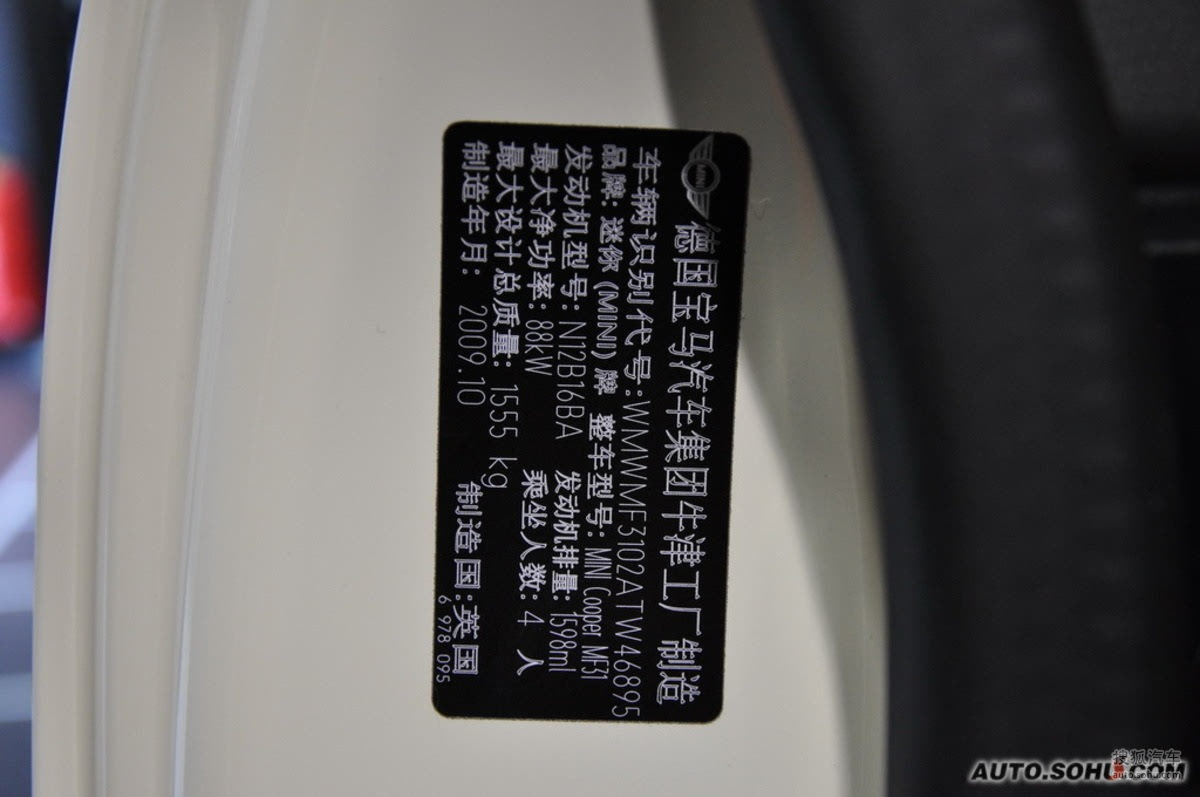 MINI
德国宝马汽车集团牛津工厂制造
车辆识别代号:WMWMF3102ATW46895
品牌: 迷你 (MINI) 牌 整车型号: MINI Cooper MF31
发动机型号: N12B16BA 发动机排量: 1598ml
最大净功率: 88kW 乘坐人数: 4 人
最大设计总质量: 1555 kg
制造年月: 2009.10 制造国:英国
6 978 095
搜狐汽车
auto.sohu.com
AUTO.SOHU.COM